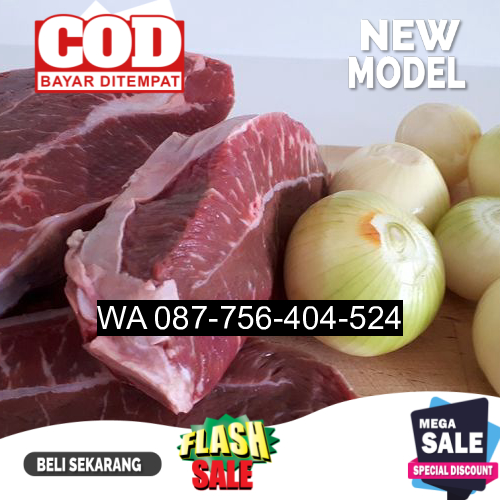 COD
BAYAR DITEMPAT
NEW
MODEL
WA 087-756-404-524
BELI SEKARANG
FLASH
SALE
MEGA
SALE
SPECIAL DISCOUNT